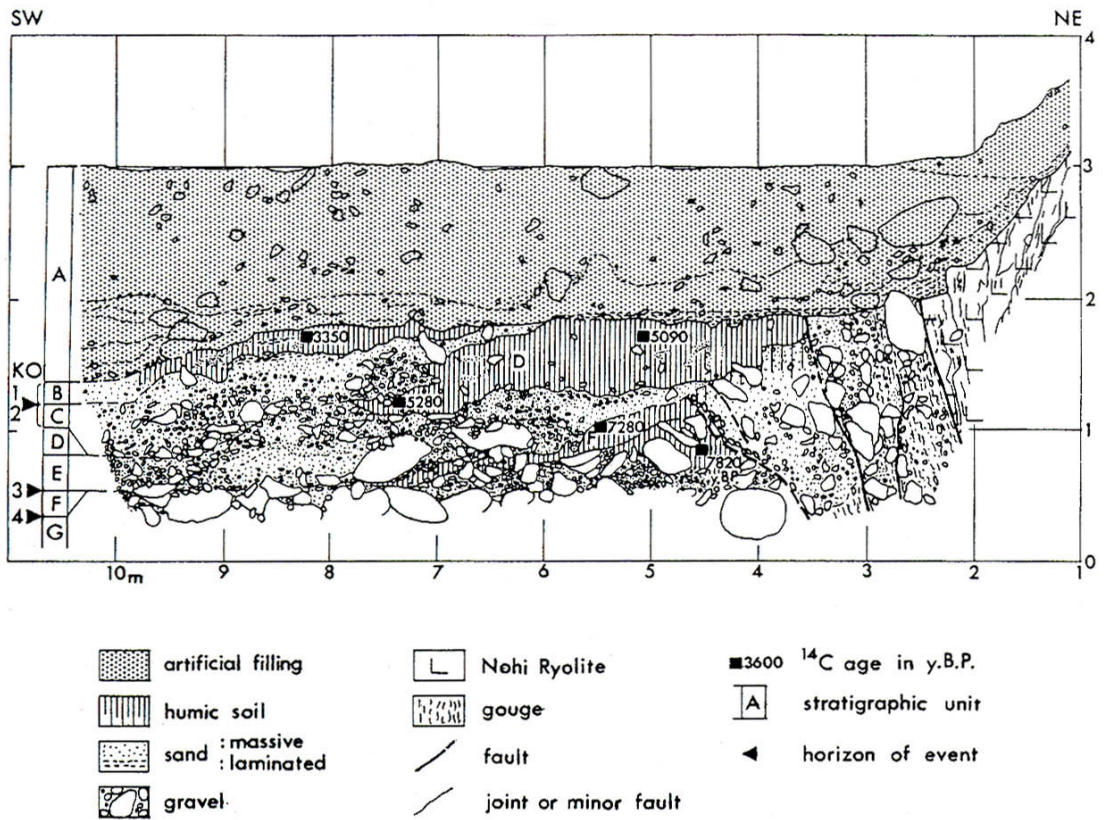 SW
NE
4
3
A
■3350
■5090
2
D
KO
1
B
■5280
2
C
■7280
1
D
F
7820
E
3
F
4
G
0
10m
9
8
7
6
5
4
3
2
1
artificial filling
humic soil
sand : massive
: laminated
gravel
L Nohi Ryolite
gouge
fault
joint or minor fault
■3600 ¹⁴C age in y.B.P.
A stratigraphic unit
◄ horizon of event